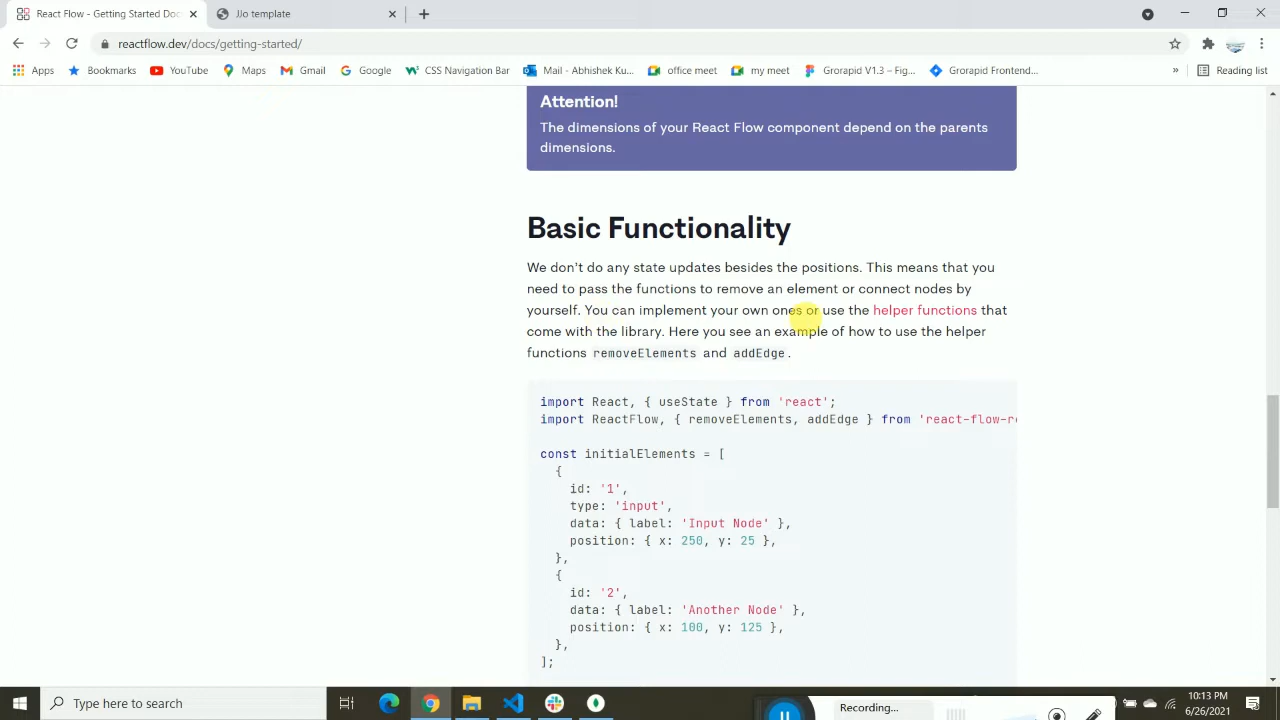 React Flow - Getting Started Doc
JJo template
reactflow.dev/docs/getting-started/
Apps
Bookmarks
YouTube
Maps
Gmail
Google
CSS Navigation Bar
Mail - Abhishek Ku...
office meet
my meet
Grorapid V1.3 – Fig...
Grorapid Frontend...
»
Reading list
Attention!
The dimensions of your React Flow component depend on the parents
dimensions.
Basic Functionality
We don't do any state updates besides the positions. This means that you
need to pass the functions to remove an element or connect nodes by
yourself. You can implement your own ones or use the helper functions that
come with the library. Here you see an example of how to use the helper
functions removeElements and addEdge.
import React, { useState } from 'react';
import ReactFlow, { removeElements, addEdge } from 'react-flow-r
const initialElements = [
{
id: '1',
type: 'input',
data: { label: 'Input Node' },
position: { x: 250, y: 25 },
},
{
id: '2',
data: { label: 'Another Node' },
position: { x: 100, y: 125 },
},
];
Type here to search
Recording...
10:13 PM
6/26/2021